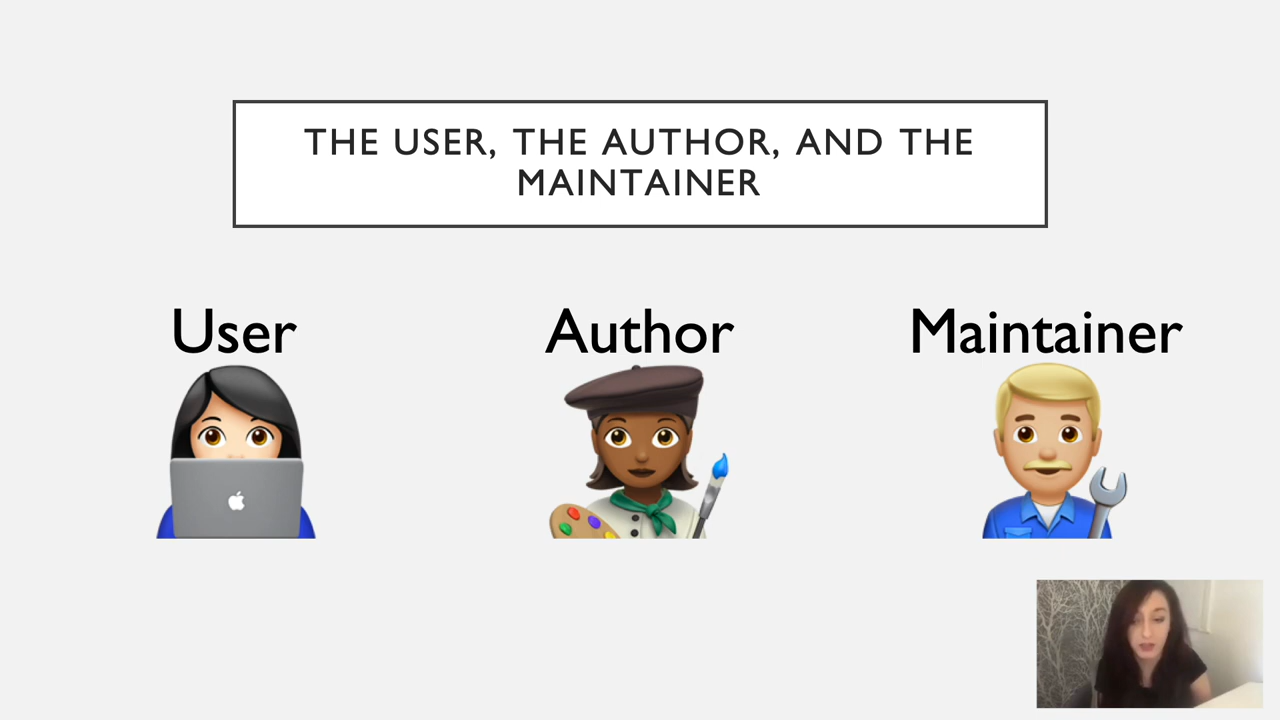 THE USER, THE AUTHOR, AND THE
MAINTAINER
User
Author
Maintainer